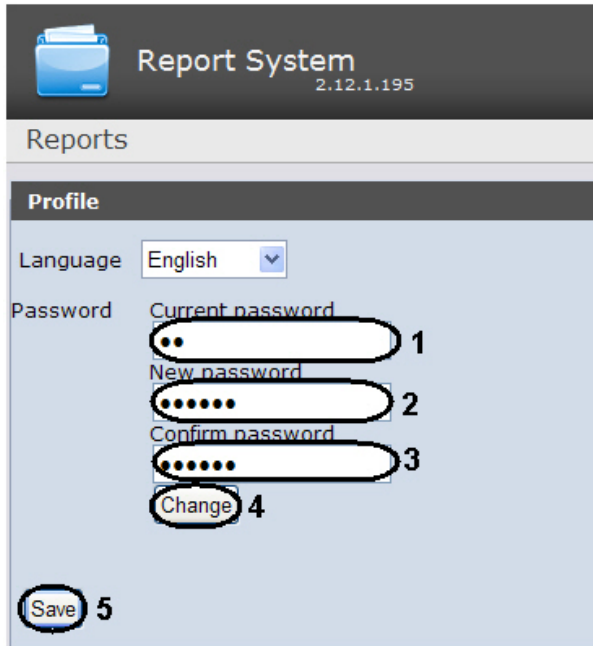 Report System
2.12.1.195
Reports
Profile
Language English
Password Current password
•• 1
New password
•••••• 2
Confirm password
•••••• 3
Change 4
Save 5